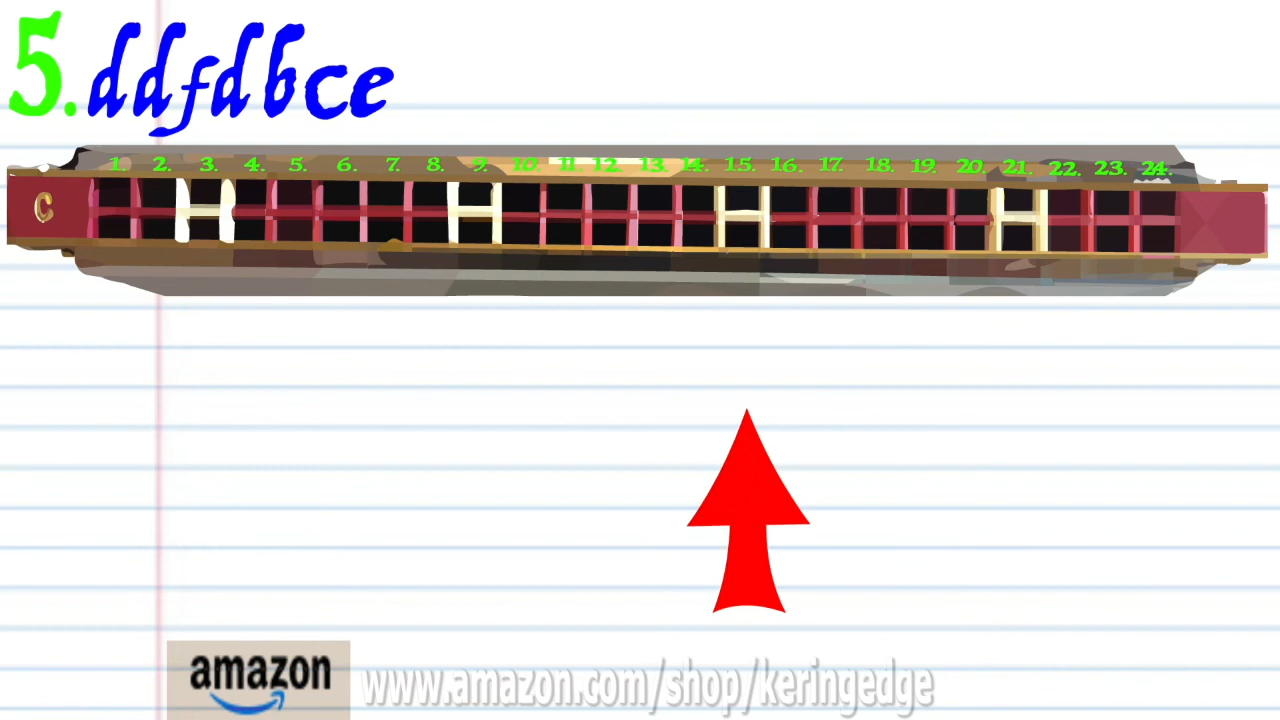 5. ddfdbce
1. 2. 3. 4. 5. 6. 7. 8. 9. 10. 11. 12. 13. 14. 15. 16. 17. 18. 19. 20. 21. 22. 23. 24.
C
amazon www.amazon.com/shop/keringedge